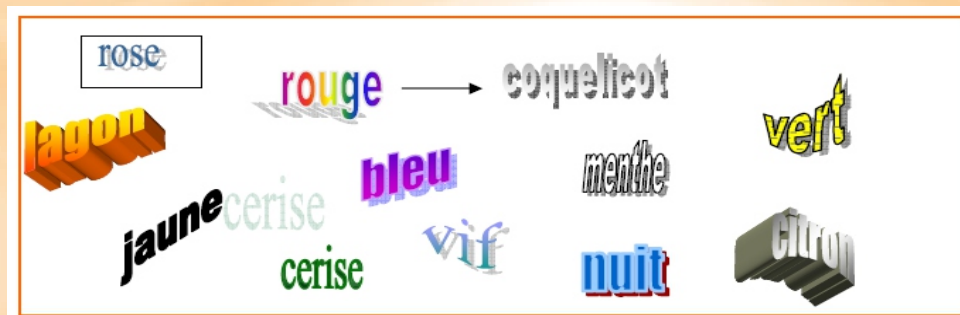 rose
rouge
coquelicot
vert
lagon
bleu
menthe
jaune
cerise
vif
citron
cerise
nuit